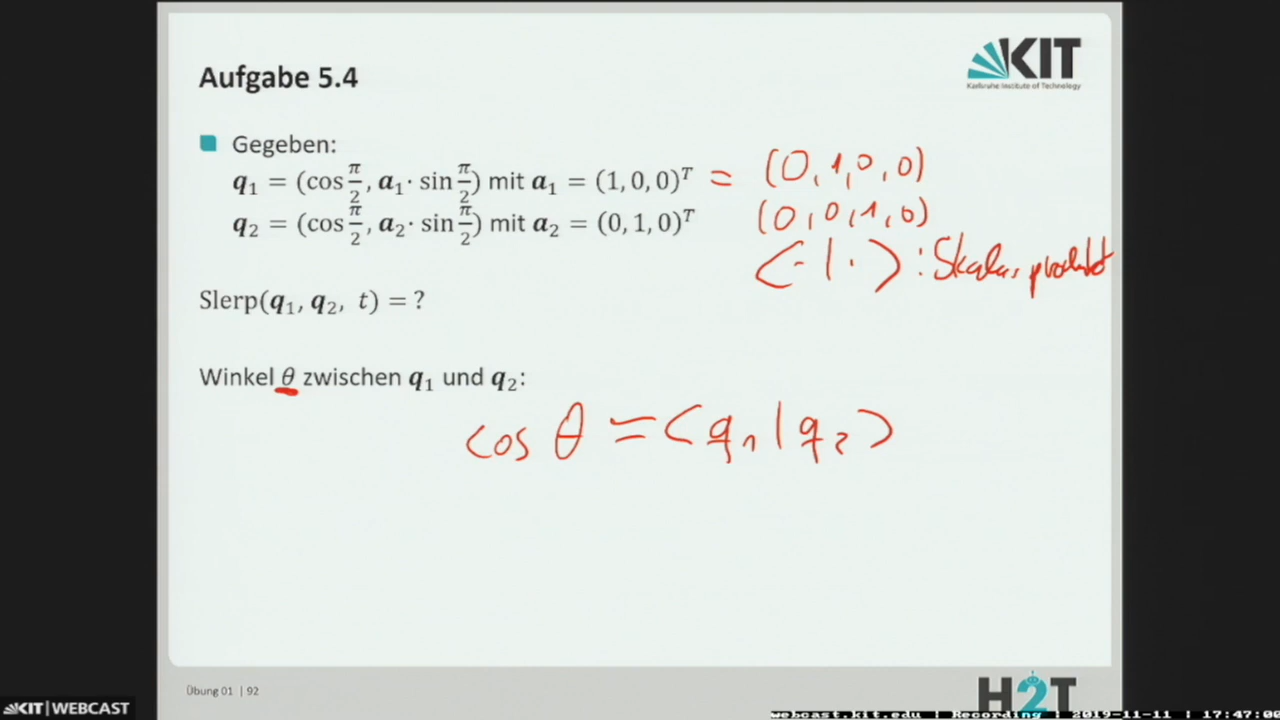 KIT
Karlsruhe Institute of Technology
Aufgabe 5.4
Gegeben:
q₁ = (cos π/2, a₁· sin π/2) mit a₁ = (1, 0, 0)ᵀ = (0, 1, 0, 0)
q₂ = (cos π/2, a₂· sin π/2) mit a₂ = (0, 1, 0)ᵀ (0, 0, 1, 0)
<·|·> : Skalarprodukt
Slerp(q₁, q₂, t) = ?
Winkel θ zwischen q₁ und q₂:
cos θ = <q₁|q₂>
Übung 01 | 92
H2T
KIT | WEBCAST
webcast.kit.edu | Recording | 2019-11-11 | 17:47:00